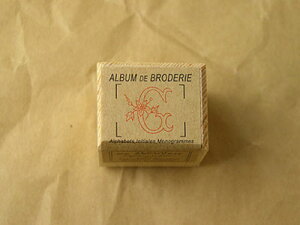 ALBUM DE BRODERIE
C
Alphabets, Initiales, Monogrammes